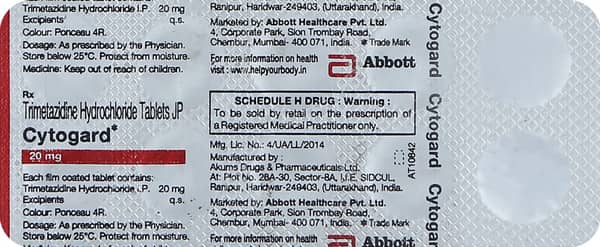 Trimetazidine Hydrochloride I.P. 20 mg
Excipients q.s.
Colour: Ponceau 4R.
Dosage: As prescribed by the Physician.
Store below 25°C. Protect from moisture.
Medicine: Keep out of reach of children.
Rx
Trimetazidine Hydrochloride Tablets JP
Cytogard*
20 mg
Each film coated tablet contains:
Trimetazidine Hydrochloride I.P. 20 mg
Excipients q.s.
Colour: Ponceau 4R.
Dosage: As prescribed by the Physician.
Store below 25°C. Protect from moisture.
Ranipur, Haridwar-249403, (Uttarakhand), India.
Marketed by: Abbott Healthcare Pvt. Ltd.
4, Corporate Park, Sion Trombay Road,
Chembur, Mumbai- 400 071, India. * Trade Mark
For more information on health
visit : www.helpyourbody.in
Abbott
SCHEDULE H DRUG : Warning :
To be sold by retail on the prescription of
a Registered Medical Practitioner only.
Mfg. Lic. No.: 4/UA/LL/2014
Manufactured by :
Akums Drugs & Pharmaceuticals Ltd.
At: Plot No. 26A-30, Sector-8A, I.I.E. SIDCUL,
Ranipur, Haridwar-249403, (Uttarakhand), India.
Marketed by: Abbott Healthcare Pvt. Ltd.
4, Corporate Park, Sion Trombay Road,
Chembur, Mumbai- 400 071, India. * Trade Mark
For more information on health
Abbott
AT10842
Cytogard
Cytogard
Cytogard